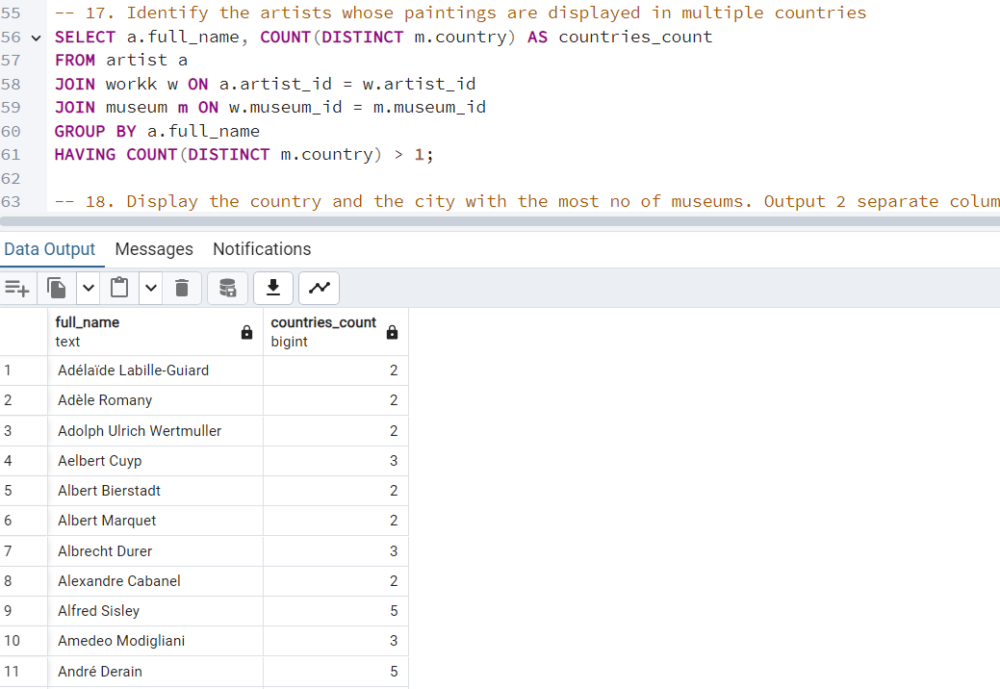 55 -- 17. Identify the artists whose paintings are displayed in multiple countries
56 SELECT a.full_name, COUNT(DISTINCT m.country) AS countries_count
57 FROM artist a
58 JOIN workk w ON a.artist_id = w.artist_id
59 JOIN museum m ON w.museum_id = m.museum_id
60 GROUP BY a.full_name
61 HAVING COUNT(DISTINCT m.country) > 1;
62
63 -- 18. Display the country and the city with the most no of museums. Output 2 separate colum
Data Output Messages Notifications
full_name countries_count
text bigint
1 Adélaïde Labille-Guiard 2
2 Adèle Romany 2
3 Adolph Ulrich Wertmuller 2
4 Aelbert Cuyp 3
5 Albert Bierstadt 2
6 Albert Marquet 2
7 Albrecht Durer 3
8 Alexandre Cabanel 2
9 Alfred Sisley 5
10 Amedeo Modigliani 3
11 André Derain 5